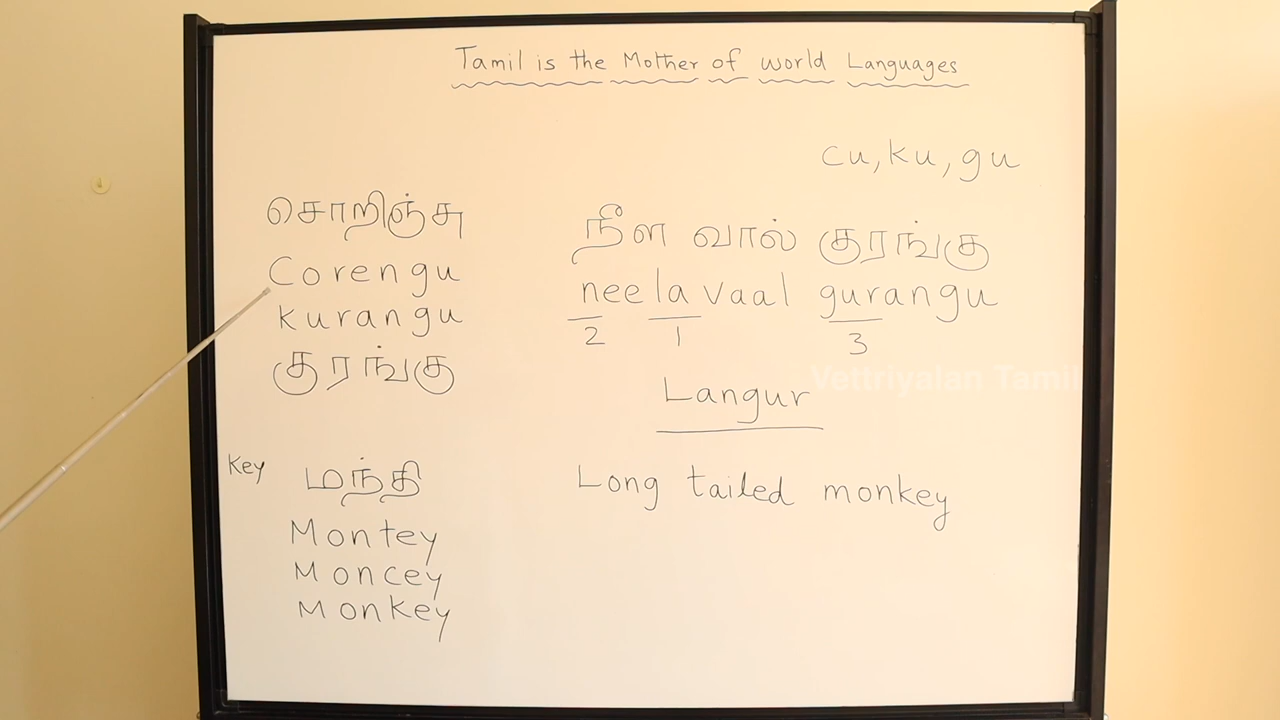 Tamil is the Mother of world Languages
cu, ku, gu
சொறிஞ்சு
Corengu
kurangu
குரங்கு
நீள வால் குரங்கு
neela vaal gurangu
2 1 3
Langur
Vettriyalan Tamil
Long tailed monkey
Key மந்தி
Montey
Moncey
Monkey